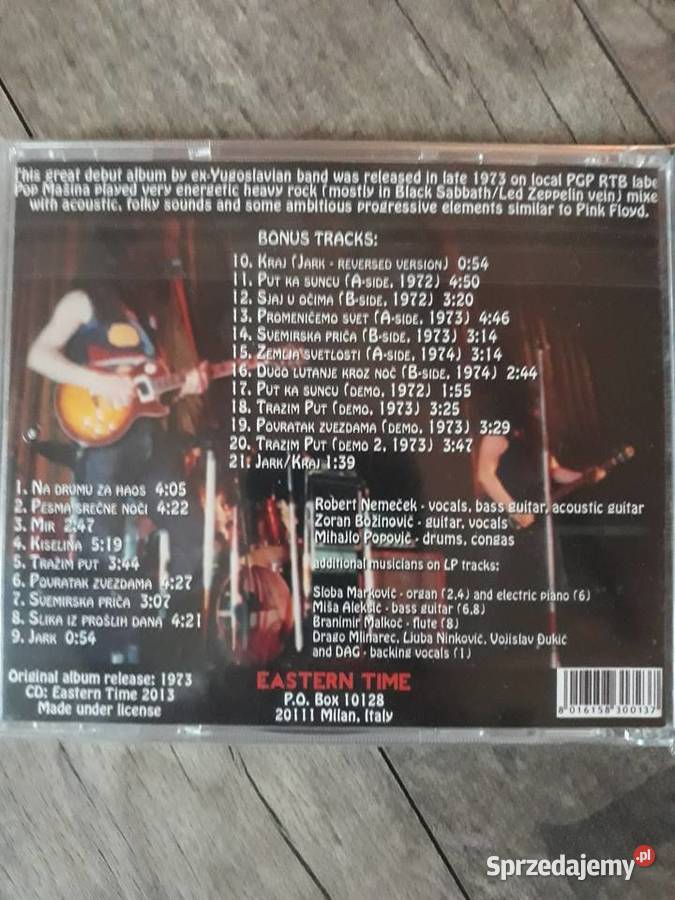 This great debut album by ex-Yugoslavian band was released in late 1973 on local PGP RTB labe
Pop Mašina played very energetic heavy rock (mostly in Black Sabbath/Led Zeppelin vein) mixe
with acoustic, folky sounds and some ambitious progressive elements similar to Pink Floyd.
BONUS TRACKS:
10. Kraj (Jark - reversed version) 0:54
11. Put ka suncu (A-side, 1972) 4:50
12. Sjaj u očima (B-side, 1972) 3:20
13. Promenićemo svet (A-side, 1973) 4:46
14. Svemirska priča (B-side, 1973) 3:14
15. Zemlja svetlosti (A-side, 1974) 3:14
16. Dugo lutanje kroz noć (B-side, 1974) 2:44
17. Put ka suncu (demo, 1972) 1:55
18. Trazim Put (demo, 1973) 3:25
19. Povratak zvezdama (demo, 1973) 3:29
20. Trazim Put (demo 2, 1973) 3:47
21. Jark/Kraj 1:39
1. Na drumu za haos 4:05
2. Pesma srećne noći 4:22
3. Mir 2:47
4. Kiselina 5:19
5. Tražim put 3:44
6. Povratak zvezdama 4:27
7. Svemirska priča 3:07
8. Slika iz prošlih dana 4:21
9. Jark 0:54
Robert Nemeček - vocals, bass guitar, acoustic guitar
Zoran Božinović - guitar, vocals
Mihajlo Popović - drums, congas
additional musicians on LP tracks:
Sloba Marković - organ (2,4) and electric piano (6)
Miša Aleksić - bass guitar (6,8)
Branimir Malkoč - flute (8)
Drago Mlinarec, Ljuba Ninković, Vojislav Đukić
and DAG - backing vocals (1)
Original album release: 1973
CD: Eastern Time 2013
Made under license
EASTERN TIME
P.O. Box 10128
20111 Milan, Italy
8 016158 300137
Sprzedajemy.pl